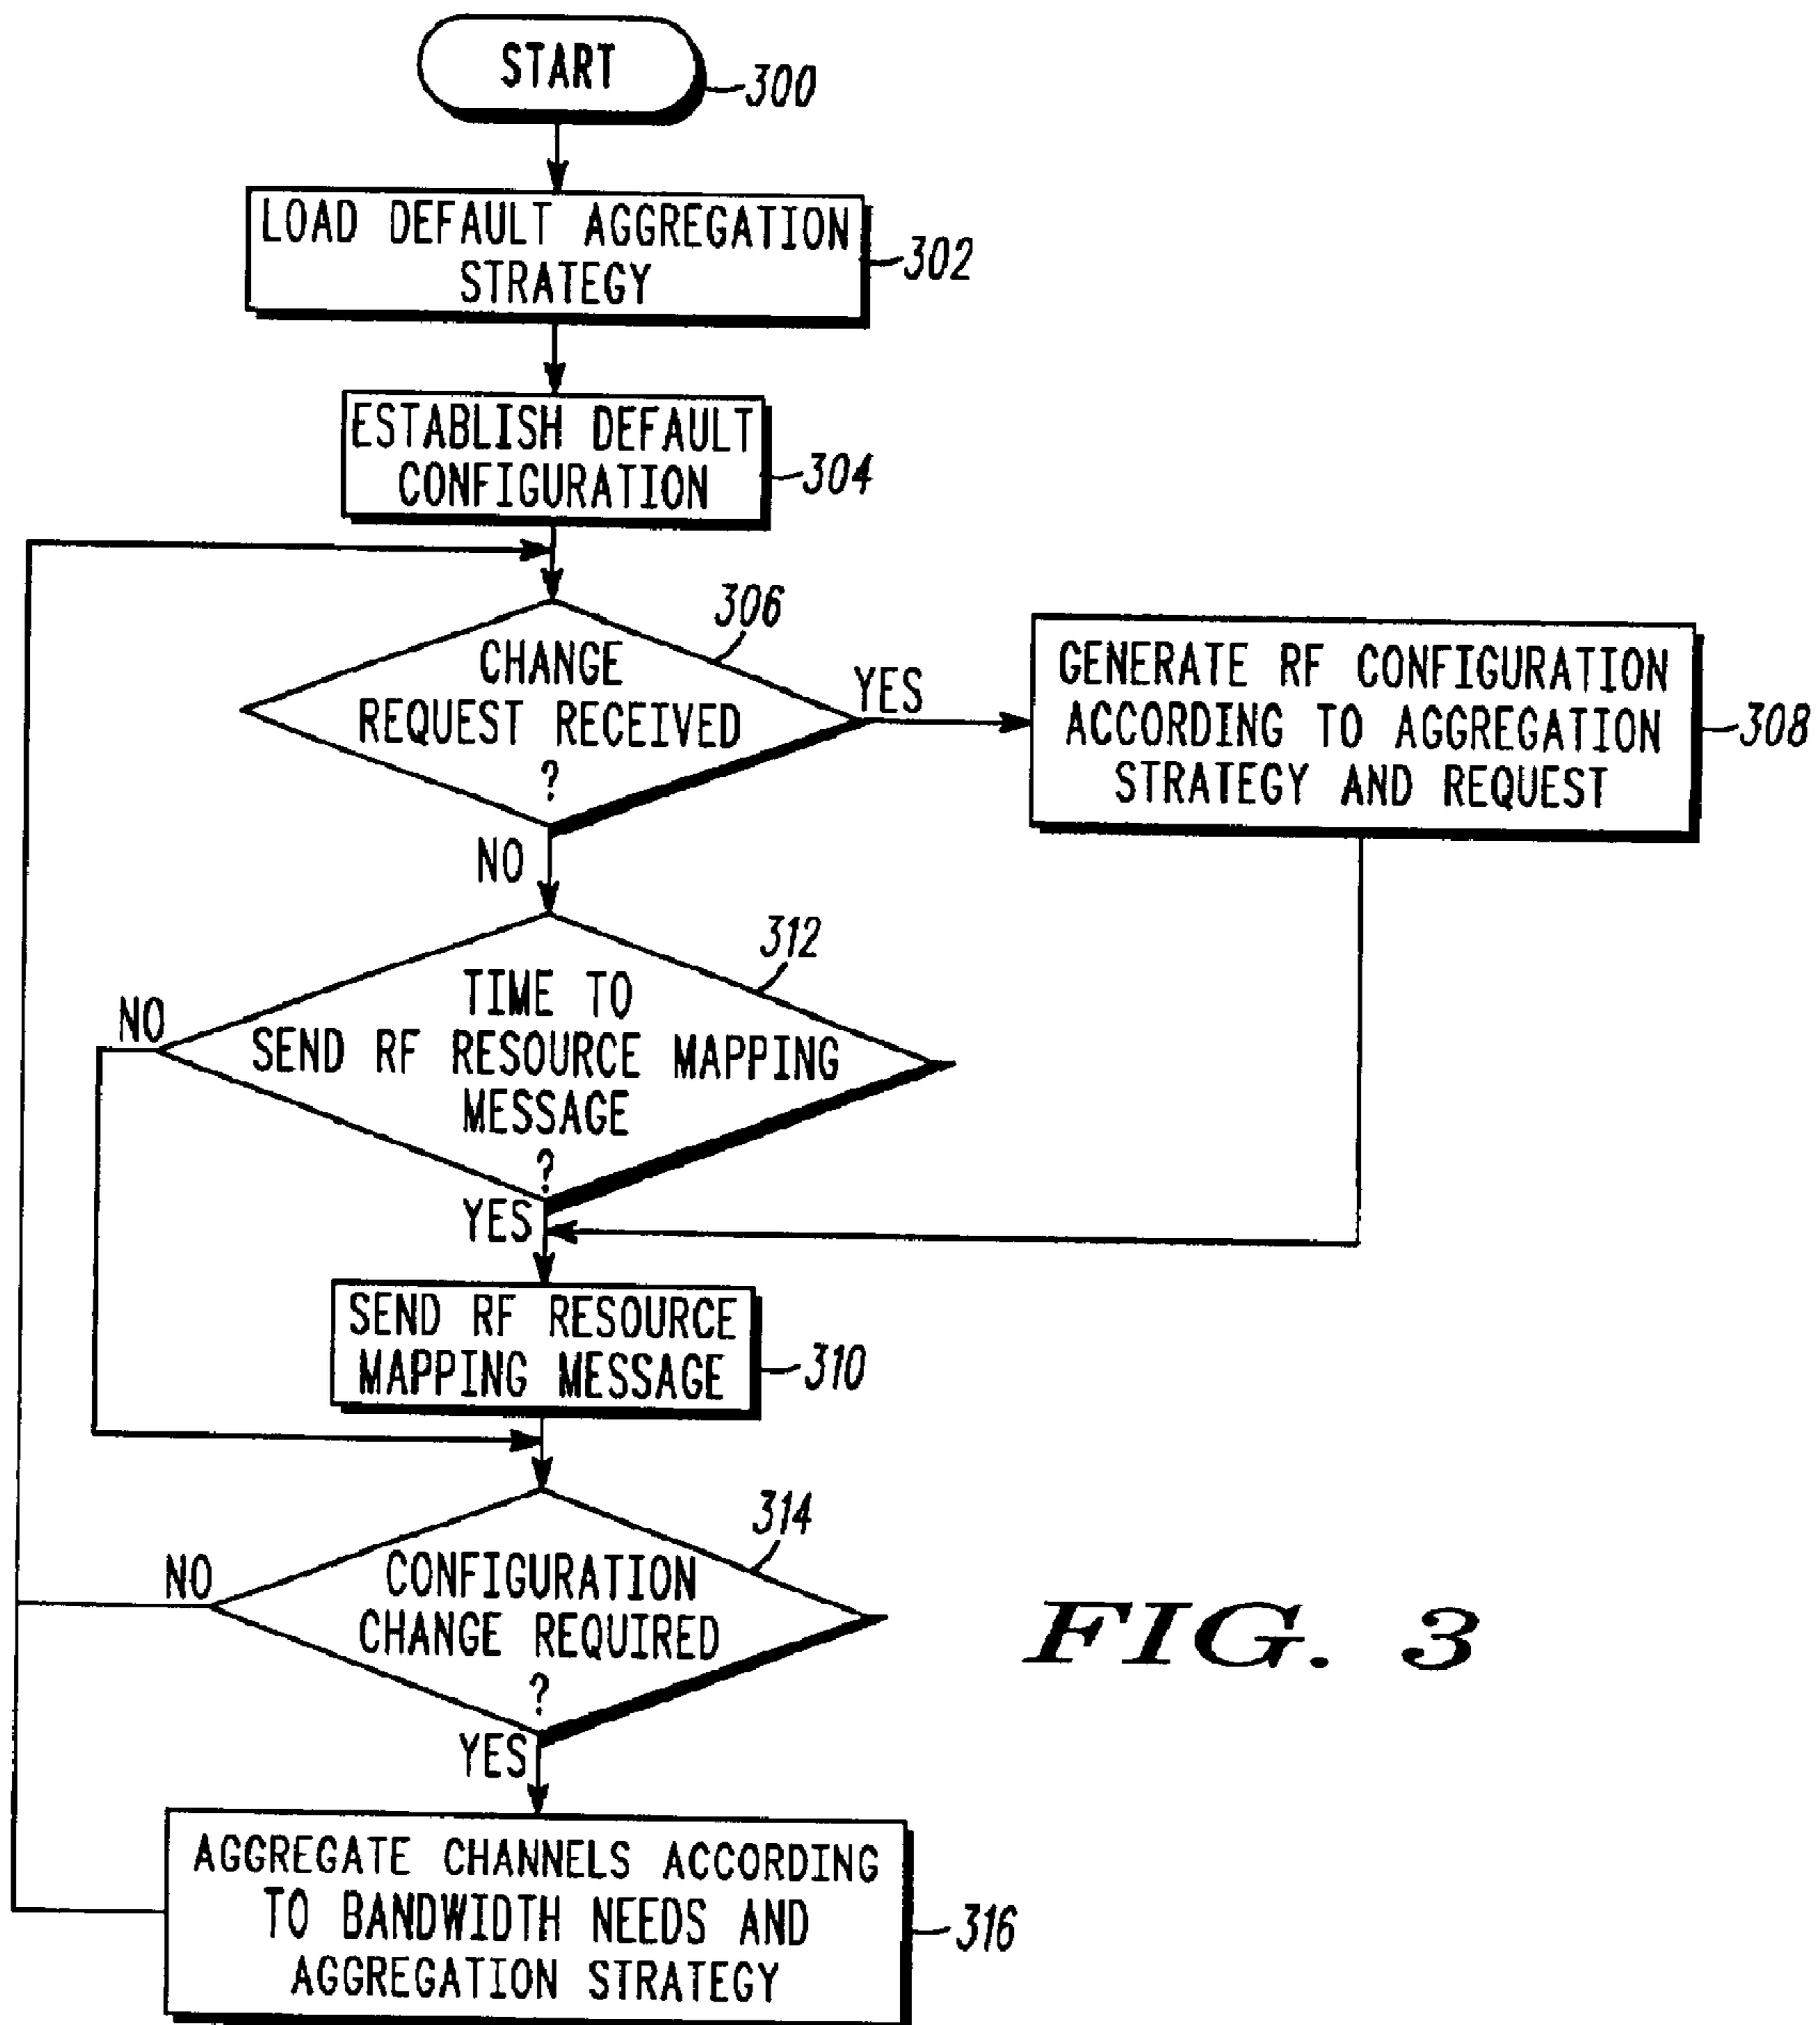 START
300
LOAD DEFAULT AGGREGATION
STRATEGY
302
ESTABLISH DEFAULT
CONFIGURATION
304
306
CHANGE
REQUEST RECEIVED
?
YES
NO
GENERATE RF CONFIGURATION
ACCORDING TO AGGREGATION
STRATEGY AND REQUEST
308
312
TIME TO
SEND RF RESOURCE MAPPING
MESSAGE
?
NO
YES
SEND RF RESOURCE
MAPPING MESSAGE
310
314
CONFIGURATION
CHANGE REQUIRED
?
NO
YES
FIG. 3
AGGREGATE CHANNELS ACCORDING
TO BANDWIDTH NEEDS AND
AGGREGATION STRATEGY
316